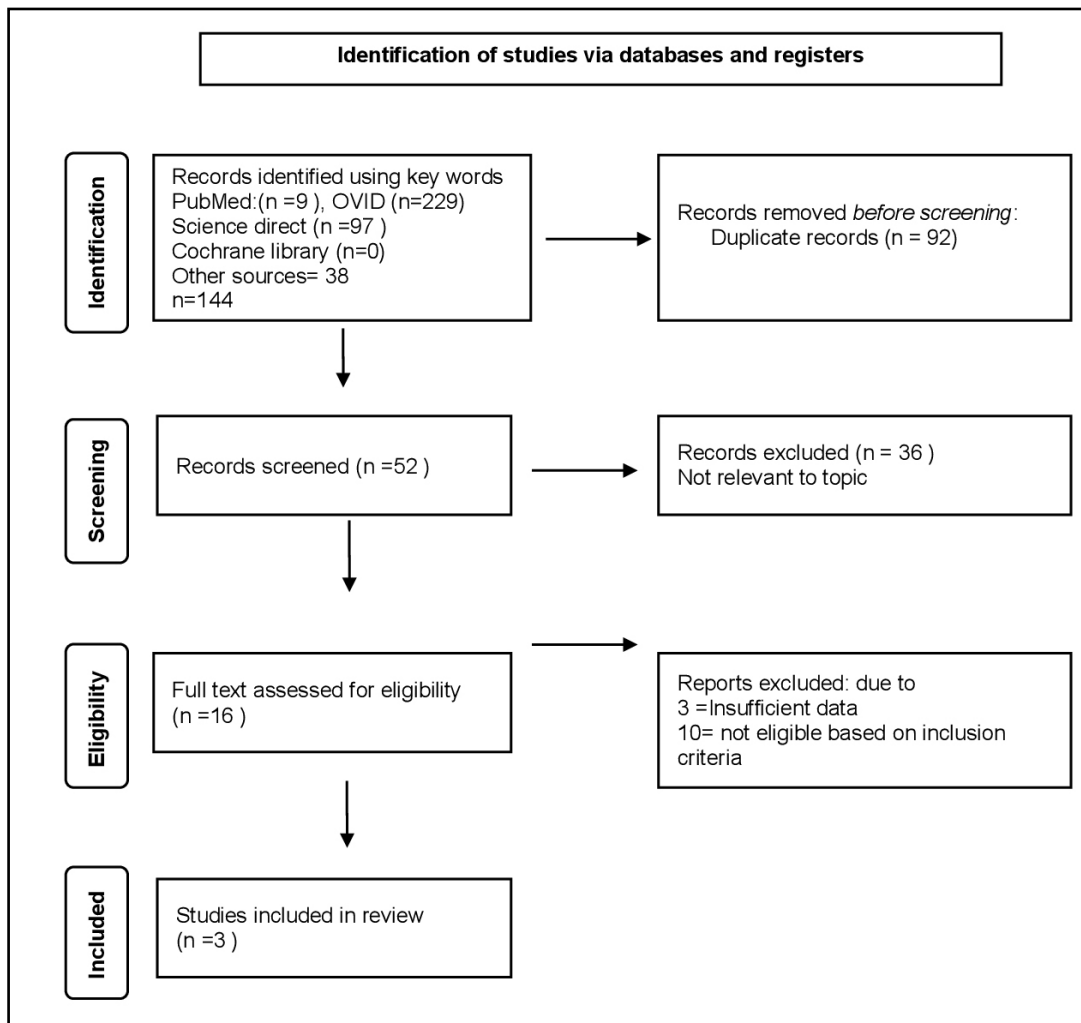 Identification of studies via databases and registers
Identification
Records identified using key words
PubMed:(n =9 ), OVID (n=229)
Science direct (n =97 )
Cochrane library (n=0)
Other sources= 38
n=144
Records removed before screening:
Duplicate records (n = 92)
Screening
Records screened (n =52 )
Records excluded (n = 36 )
Not relevant to topic
Eligibility
Full text assessed for eligibility
(n =16 )
Reports excluded: due to
3 =Insufficient data
10= not eligible based on inclusion
criteria
Included
Studies included in review
(n =3 )